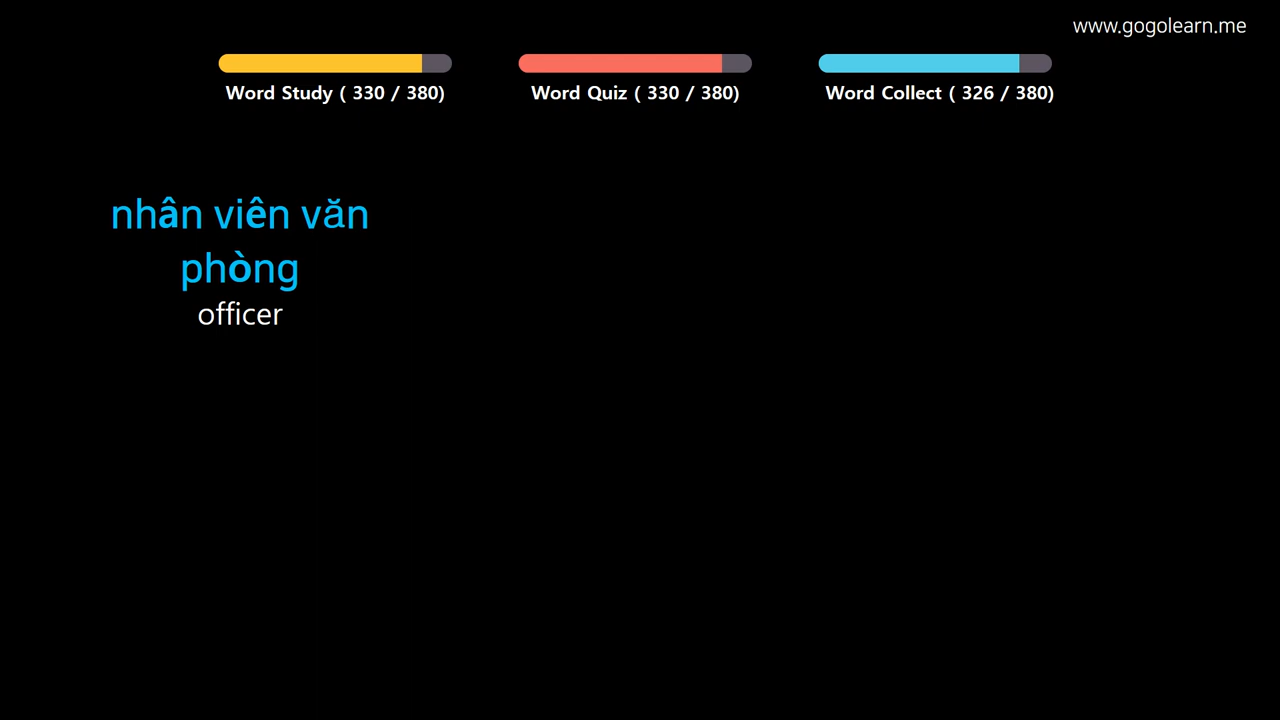 www.gogolearn.me
Word Study ( 330 / 380)
Word Quiz ( 330 / 380)
Word Collect ( 326 / 380)
nhân viên văn
phòng
officer